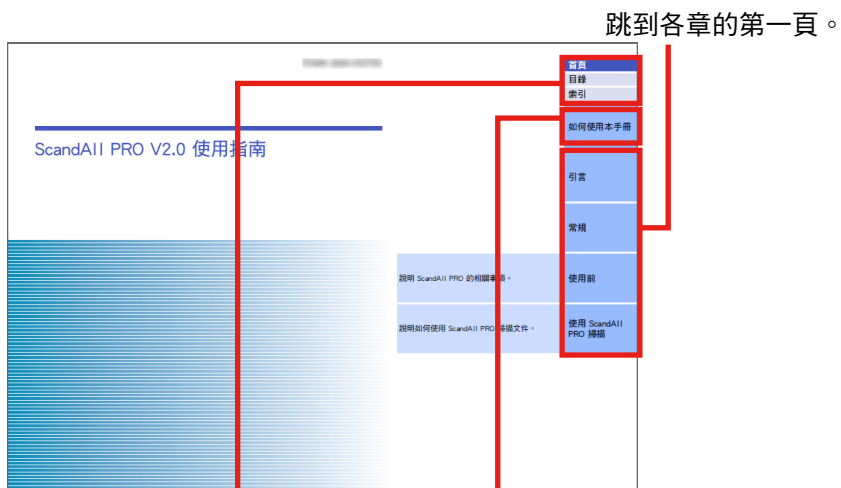 跳到各章的第一頁。
首頁
目錄
索引
如何使用本手冊
ScandAll PRO V2.0 使用指南
引言
常規
說明 ScandAll PRO 的相關事項。
使用前
說明如何使用 ScandAll PRO 掃描文件。
使用 ScandAll
PRO 掃描